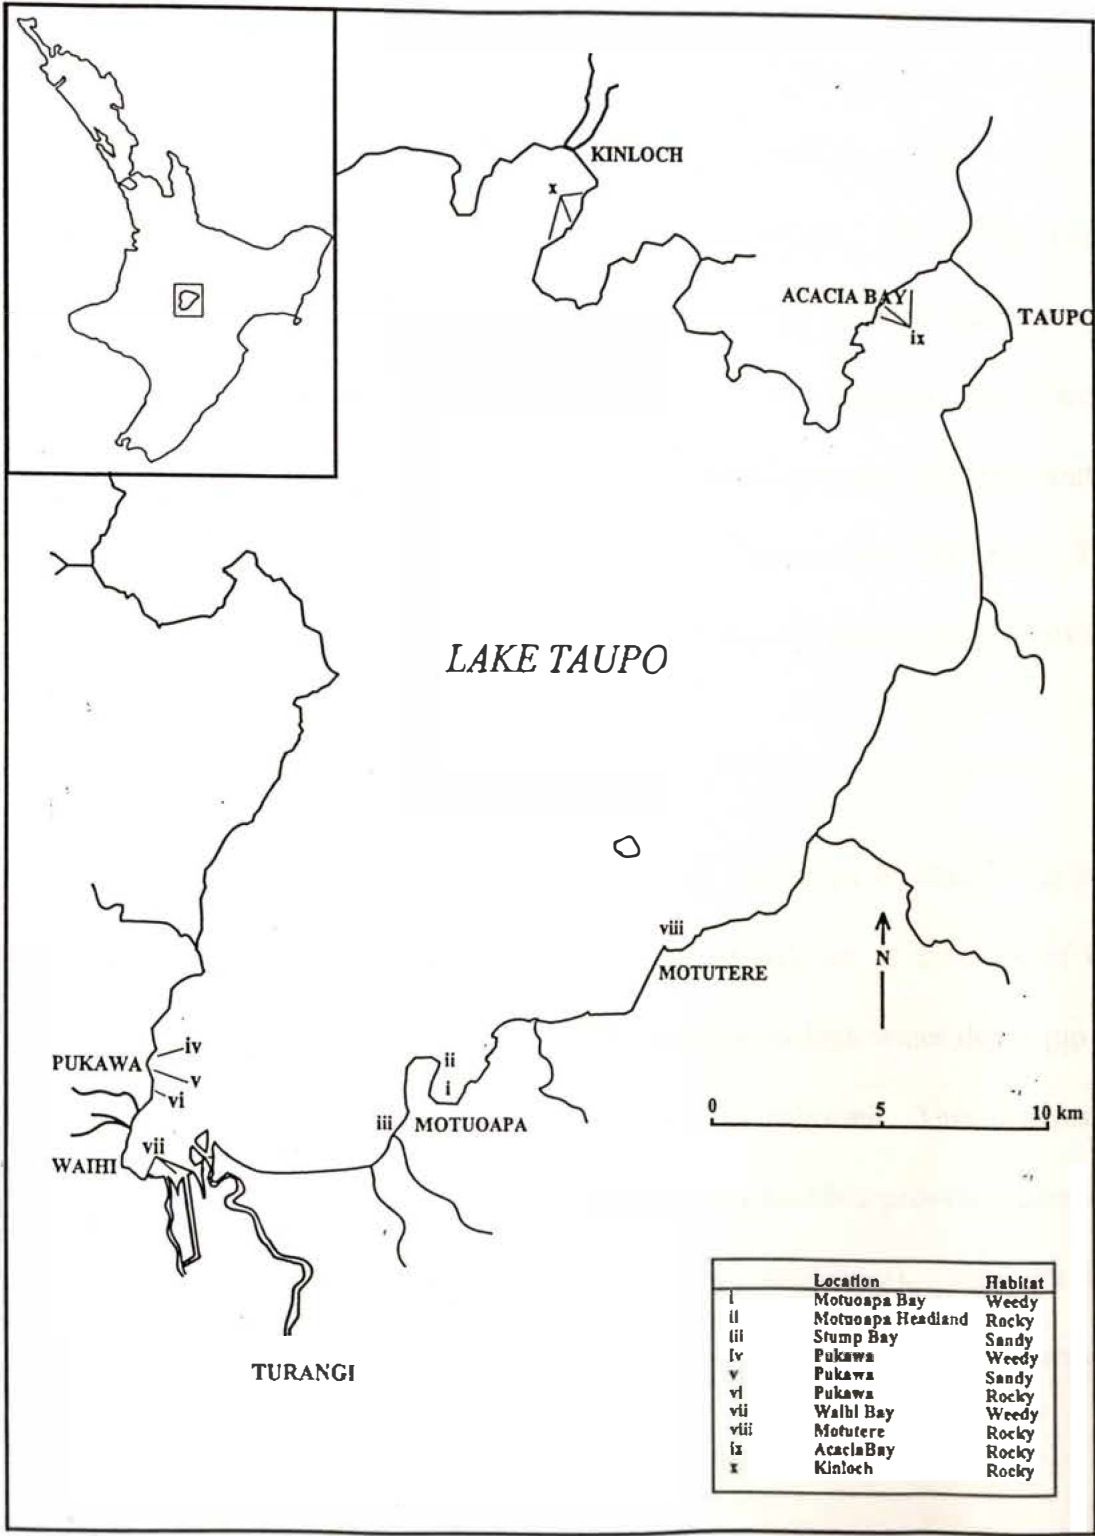 KINLOCH
x
ACACIA BAY
ix
TAUPO
LAKE TAUPO
viii
MOTUTERE
N
iv
PUKAWA
v
vi
ii
i
iii
MOTUOAPA
vii
WAIHI
0 5 10 km
TURANGI
Location Habitat
i Motuoapa Bay Weedy
ii Motuoapa Headland Rocky
iii Stump Bay Sandy
iv Pukawa Weedy
v Pukawa Sandy
vi Pukawa Rocky
vii Waihi Bay Weedy
viii Motutere Rocky
ix AcaciaBay Rocky
x Kinloch Rocky